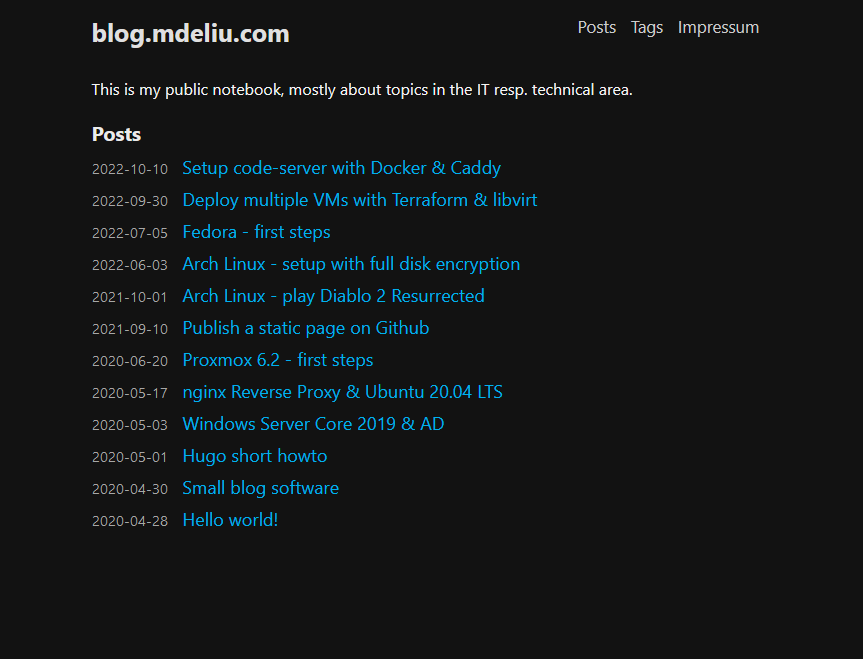 blog.mdeliu.com
Posts Tags Impressum
This is my public notebook, mostly about topics in the IT resp. technical area.
Posts
2022-10-10 Setup code-server with Docker & Caddy
2022-09-30 Deploy multiple VMs with Terraform & libvirt
2022-07-05 Fedora - first steps
2022-06-03 Arch Linux - setup with full disk encryption
2021-10-01 Arch Linux - play Diablo 2 Resurrected
2021-09-10 Publish a static page on Github
2020-06-20 Proxmox 6.2 - first steps
2020-05-17 nginx Reverse Proxy & Ubuntu 20.04 LTS
2020-05-03 Windows Server Core 2019 & AD
2020-05-01 Hugo short howto
2020-04-30 Small blog software
2020-04-28 Hello world!